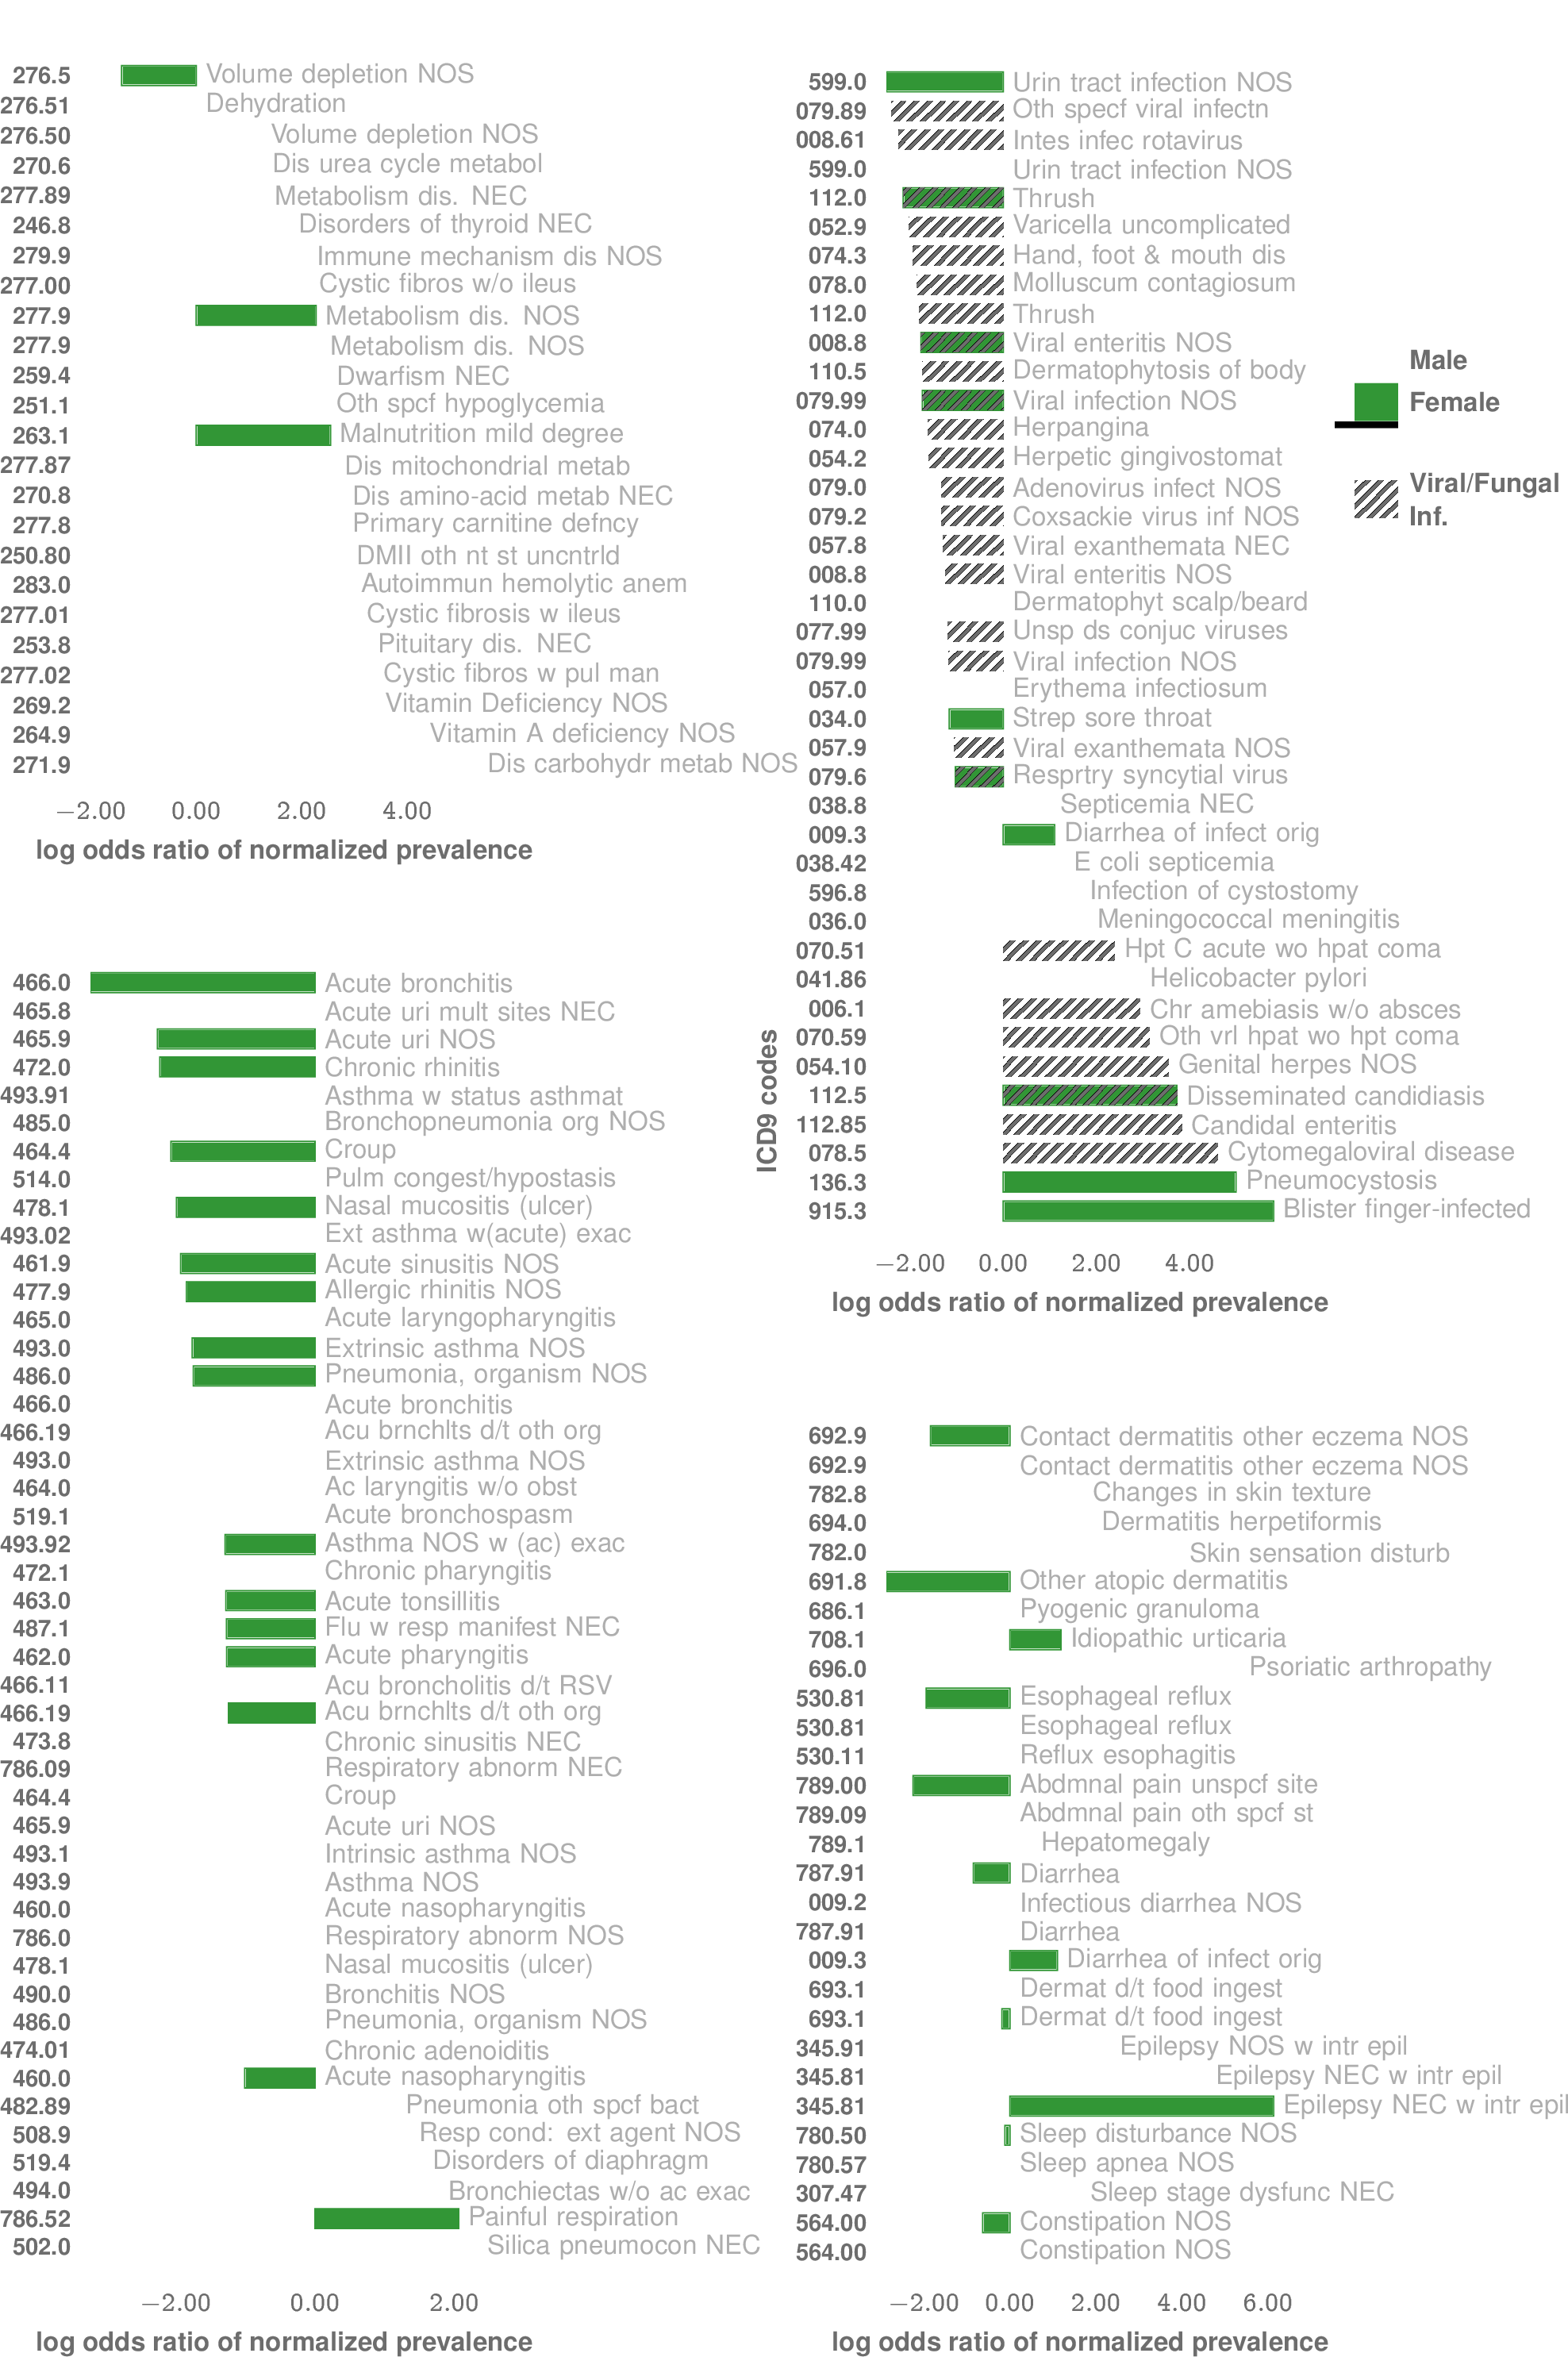 276.5 Volume depletion NOS
276.51 Dehydration
276.50 Volume depletion NOS
270.6 Dis urea cycle metabol
277.89 Metabolism dis. NEC
246.8 Disorders of thyroid NEC
279.9 Immune mechanism dis NOS
277.00 Cystic fibros w/o ileus
277.9 Metabolism dis. NOS
277.9 Metabolism dis. NOS
259.4 Dwarfism NEC
251.1 Oth spcf hypoglycemia
263.1 Malnutrition mild degree
277.87 Dis mitochondrial metab
270.8 Dis amino-acid metab NEC
277.8 Primary carnitine defncy
250.80 DMII oth nt st uncntrld
283.0 Autoimmun hemolytic anem
277.01 Cystic fibrosis w ileus
253.8 Pituitary dis. NEC
277.02 Cystic fibros w pul man
269.2 Vitamin Deficiency NOS
264.9 Vitamin A deficiency NOS
271.9 Dis carbohydr metab NOS
−2.00 0.00 2.00 4.00
log odds ratio of normalized prevalence
466.0 Acute bronchitis
465.8 Acute uri mult sites NEC
465.9 Acute uri NOS
472.0 Chronic rhinitis
493.91 Asthma w status asthmat
485.0 Bronchopneumonia org NOS
464.4 Croup
514.0 Pulm congest/hypostasis
478.1 Nasal mucositis (ulcer)
493.02 Ext asthma w(acute) exac
461.9 Acute sinusitis NOS
477.9 Allergic rhinitis NOS
465.0 Acute laryngopharyngitis
493.0 Extrinsic asthma NOS
486.0 Pneumonia, organism NOS
466.0 Acute bronchitis
466.19 Acu brnchlts d/t oth org
493.0 Extrinsic asthma NOS
464.0 Ac laryngitis w/o obst
519.1 Acute bronchospasm
493.92 Asthma NOS w (ac) exac
472.1 Chronic pharyngitis
463.0 Acute tonsillitis
487.1 Flu w resp manifest NEC
462.0 Acute pharyngitis
466.11 Acu broncholitis d/t RSV
466.19 Acu brnchlts d/t oth org
473.8 Chronic sinusitis NEC
786.09 Respiratory abnorm NEC
464.4 Croup
465.9 Acute uri NOS
493.1 Intrinsic asthma NOS
493.9 Asthma NOS
460.0 Acute nasopharyngitis
786.0 Respiratory abnorm NOS
478.1 Nasal mucositis (ulcer)
490.0 Bronchitis NOS
486.0 Pneumonia, organism NOS
474.01 Chronic adenoiditis
460.0 Acute nasopharyngitis
482.89 Pneumonia oth spcf bact
508.9 Resp cond: ext agent NOS
519.4 Disorders of diaphragm
494.0 Bronchiectas w/o ac exac
786.52 Painful respiration
502.0 Silica pneumocon NEC
−2.00 0.00 2.00
log odds ratio of normalized prevalence
ICD9 codes
599.0 Urin tract infection NOS
079.89 Oth specf viral infectn
008.61 Intes infec rotavirus
599.0 Urin tract infection NOS
112.0 Thrush
052.9 Varicella uncomplicated
074.3 Hand, foot & mouth dis
078.0 Molluscum contagiosum
112.0 Thrush
008.8 Viral enteritis NOS
110.5 Dermatophytosis of body
079.99 Viral infection NOS
074.0 Herpangina
054.2 Herpetic gingivostomat
079.0 Adenovirus infect NOS
079.2 Coxsackie virus inf NOS
057.8 Viral exanthemata NEC
008.8 Viral enteritis NOS
110.0 Dermatophyt scalp/beard
077.99 Unsp ds conjuc viruses
079.99 Viral infection NOS
057.0 Erythema infectiosum
034.0 Strep sore throat
057.9 Viral exanthemata NOS
079.6 Resprtry syncytial virus
038.8 Septicemia NEC
009.3 Diarrhea of infect orig
038.42 E coli septicemia
596.8 Infection of cystostomy
036.0 Meningococcal meningitis
070.51 Hpt C acute wo hpat coma
041.86 Helicobacter pylori
006.1 Chr amebiasis w/o absces
070.59 Oth vrl hpat wo hpt coma
054.10 Genital herpes NOS
112.5 Disseminated candidiasis
112.85 Candidal enteritis
078.5 Cytomegaloviral disease
136.3 Pneumocystosis
915.3 Blister finger-infected
−2.00 0.00 2.00 4.00
log odds ratio of normalized prevalence
Male
Female
Viral/Fungal
Inf.
692.9 Contact dermatitis other eczema NOS
692.9 Contact dermatitis other eczema NOS
782.8 Changes in skin texture
694.0 Dermatitis herpetiformis
782.0 Skin sensation disturb
691.8 Other atopic dermatitis
686.1 Pyogenic granuloma
708.1 Idiopathic urticaria
696.0 Psoriatic arthropathy
530.81 Esophageal reflux
530.81 Esophageal reflux
530.11 Reflux esophagitis
789.00 Abdmnal pain unspcf site
789.09 Abdmnal pain oth spcf st
789.1 Hepatomegaly
787.91 Diarrhea
009.2 Infectious diarrhea NOS
787.91 Diarrhea
009.3 Diarrhea of infect orig
693.1 Dermat d/t food ingest
693.1 Dermat d/t food ingest
345.91 Epilepsy NOS w intr epil
345.81 Epilepsy NEC w intr epil
345.81 Epilepsy NEC w intr epil
780.50 Sleep disturbance NOS
780.57 Sleep apnea NOS
307.47 Sleep stage dysfunc NEC
564.00 Constipation NOS
564.00 Constipation NOS
−2.00 0.00 2.00 4.00 6.00
log odds ratio of normalized prevalence